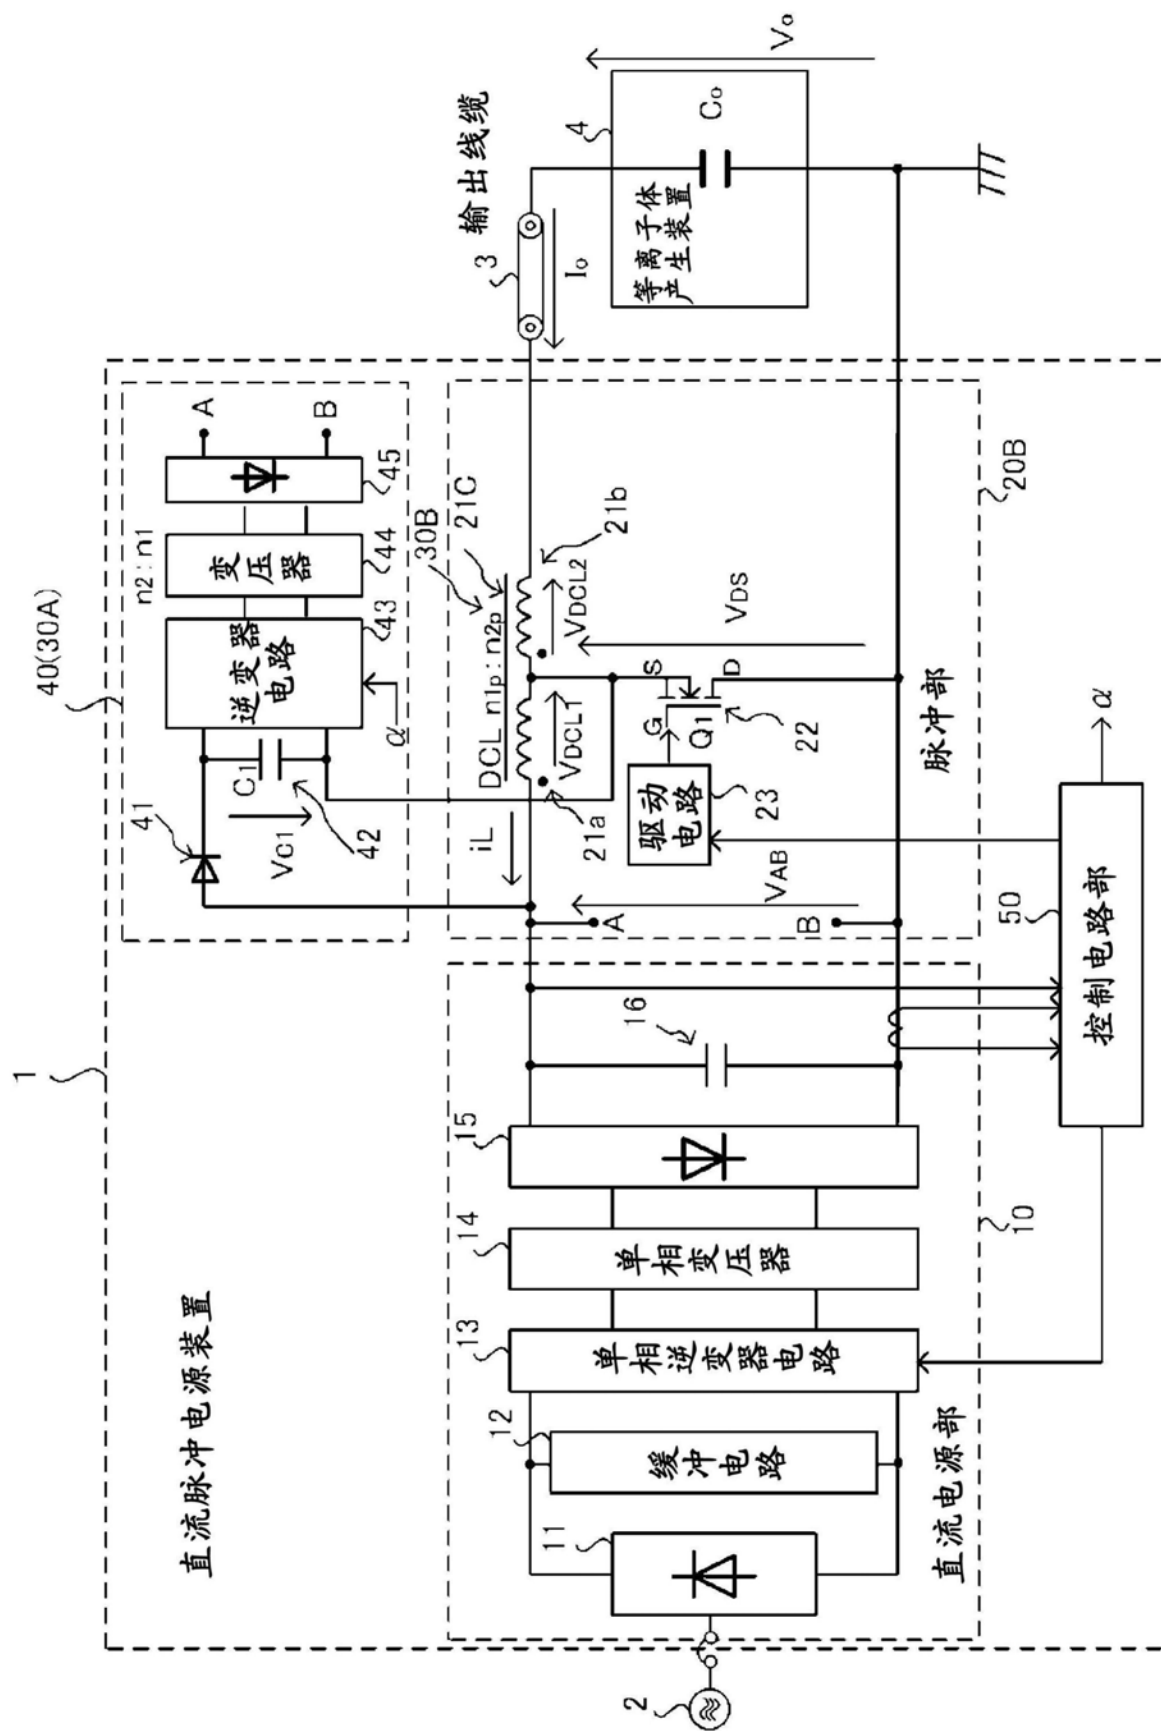 1
直流脉冲电源装置
40(30A)
41
C1
VC1
42
α
逆变器
电路
43
n2:n1
变压器
44
45
A
B
2
11
12
缓冲电路
13
单相逆变器电路
14
单相变压器
15
16
直流电源部
10
iL
DCL n1p:n2p
30B
21C
VDCL1
VDCL2
21a
21b
A
B
VAB
驱动
电路
23
G
S
D
Q1
22
VDS
脉冲部
20B
输出线缆
3
Io
4
等离子体
产生装置
Co
Vo
50
控制电路部
α